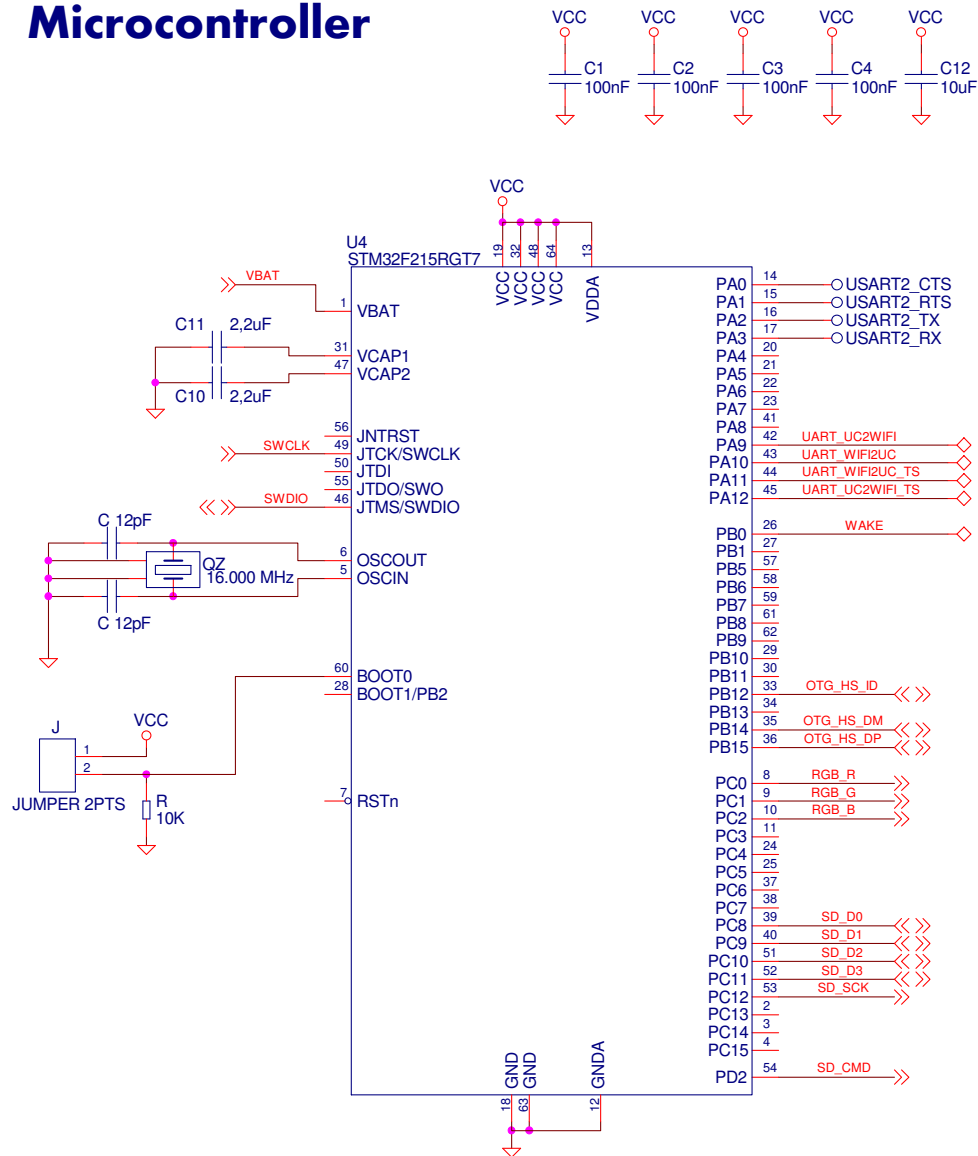 Microcontroller
VCC VCC VCC VCC VCC
C1 C2 C3 C4 C12
100nF 100nF 100nF 100nF 10uF
VCC
U4
STM32F215RGT7
19 32 48 64 13
VCC VCC VCC VCC VDDA
VBAT 1 VBAT
C11 2,2uF
31 VCAP1
47 VCAP2
C10 2,2uF
56 JNTRST
SWCLK 49 JTCK/SWCLK
50 JTDI
55 JTDO/SWO
SWDIO 46 JTMS/SWDIO
C 12pF
6 OSCOUT
QZ
16.000 MHz
5 OSCIN
C 12pF
60 BOOT0
28 BOOT1/PB2
J
VCC
1
2
JUMPER 2PTS
R
10K
7 RSTn
PA0 14 USART2_CTS
PA1 15 USART2_RTS
PA2 16 USART2_TX
PA3 17 USART2_RX
PA4 20
PA5 21
PA6 22
PA7 23
PA8 41
PA9 42 UART_UC2WIFI
PA10 43 UART_WIFI2UC
PA11 44 UART_WIFI2UC_TS
PA12 45 UART_UC2WIFI_TS
PB0 26 WAKE
PB1 27
PB5 57
PB6 58
PB7 59
PB8 61
PB9 62
PB10 29
PB11 30
PB12 33 OTG_HS_ID
PB13 34
PB14 35 OTG_HS_DM
PB15 36 OTG_HS_DP
PC0 8 RGB_R
PC1 9 RGB_G
PC2 10 RGB_B
PC3 11
PC4 24
PC5 25
PC6 37
PC7 38
PC8 39 SD_D0
PC9 40 SD_D1
PC10 51 SD_D2
PC11 52 SD_D3
PC12 53 SD_SCK
PC13 2
PC14 3
PC15 4
PD2 54 SD_CMD
GND GND GNDA
18 63 12